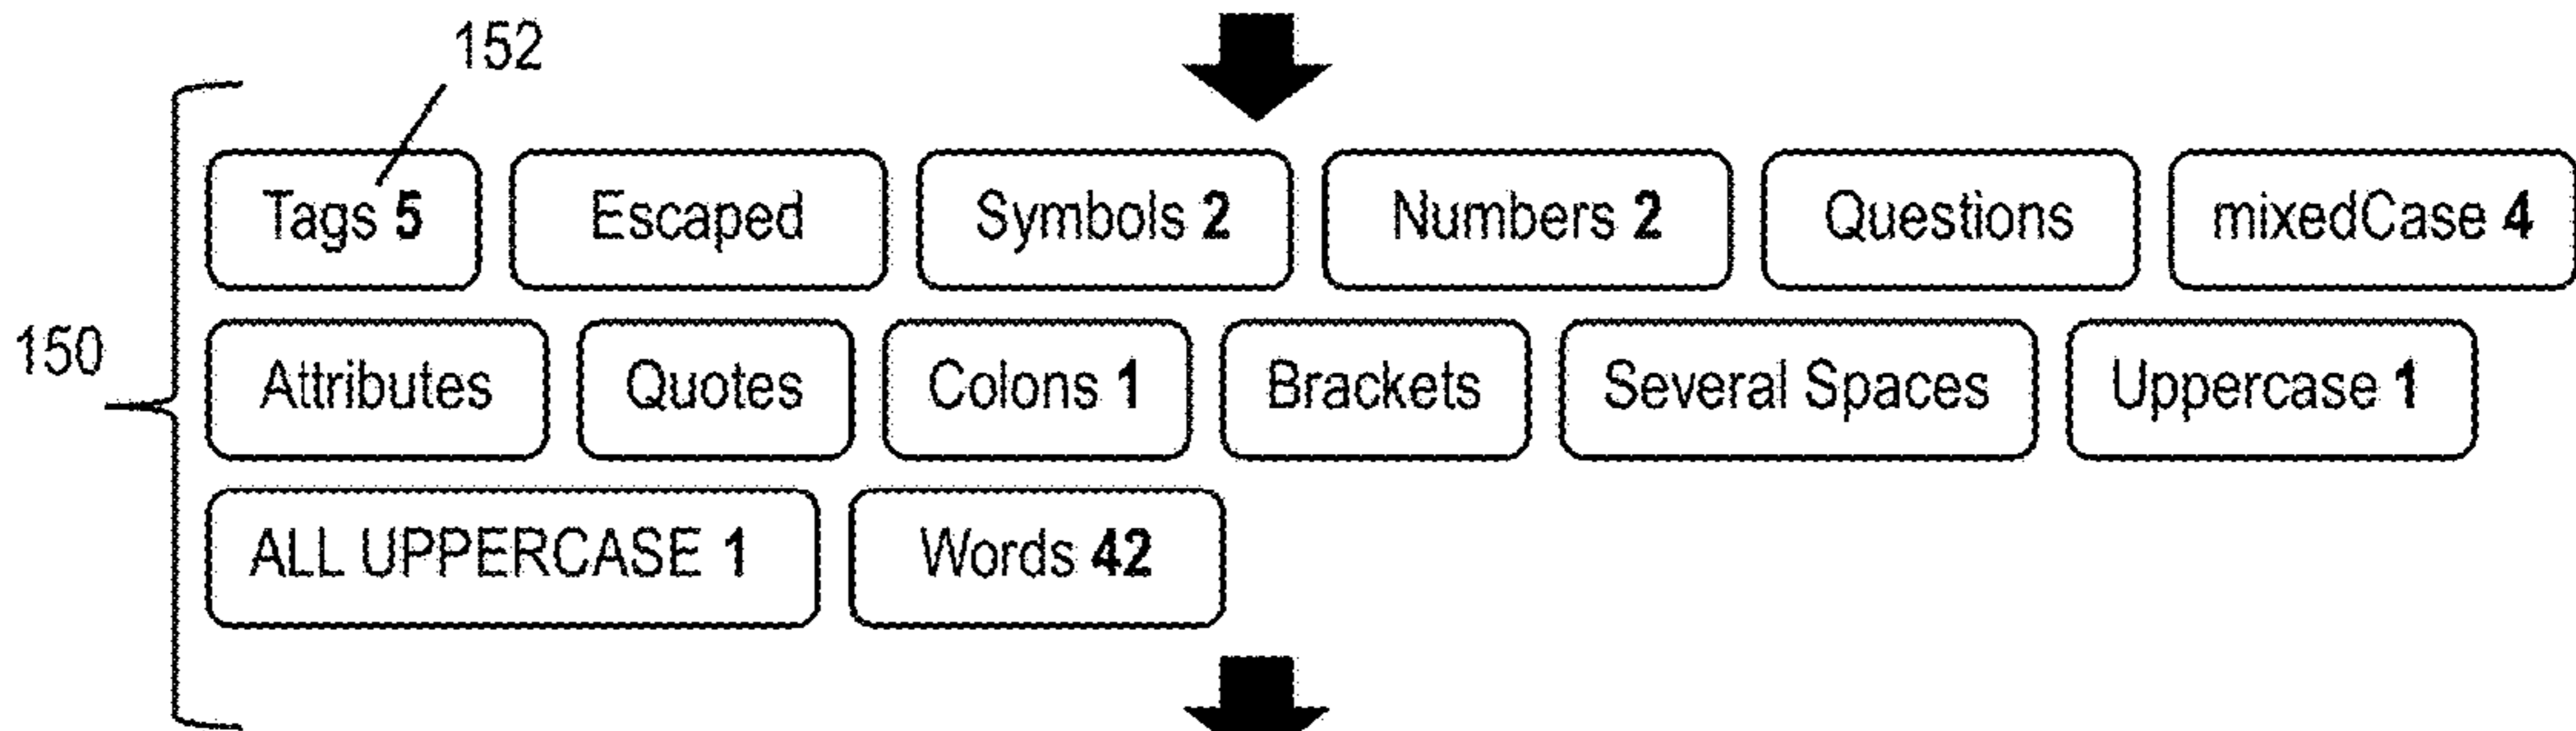 152
Tags 5 Escaped Symbols 2 Numbers 2 Questions mixedCase 4
150
Attributes Quotes Colons 1 Brackets Several Spaces Uppercase 1
ALL UPPERCASE 1 Words 42